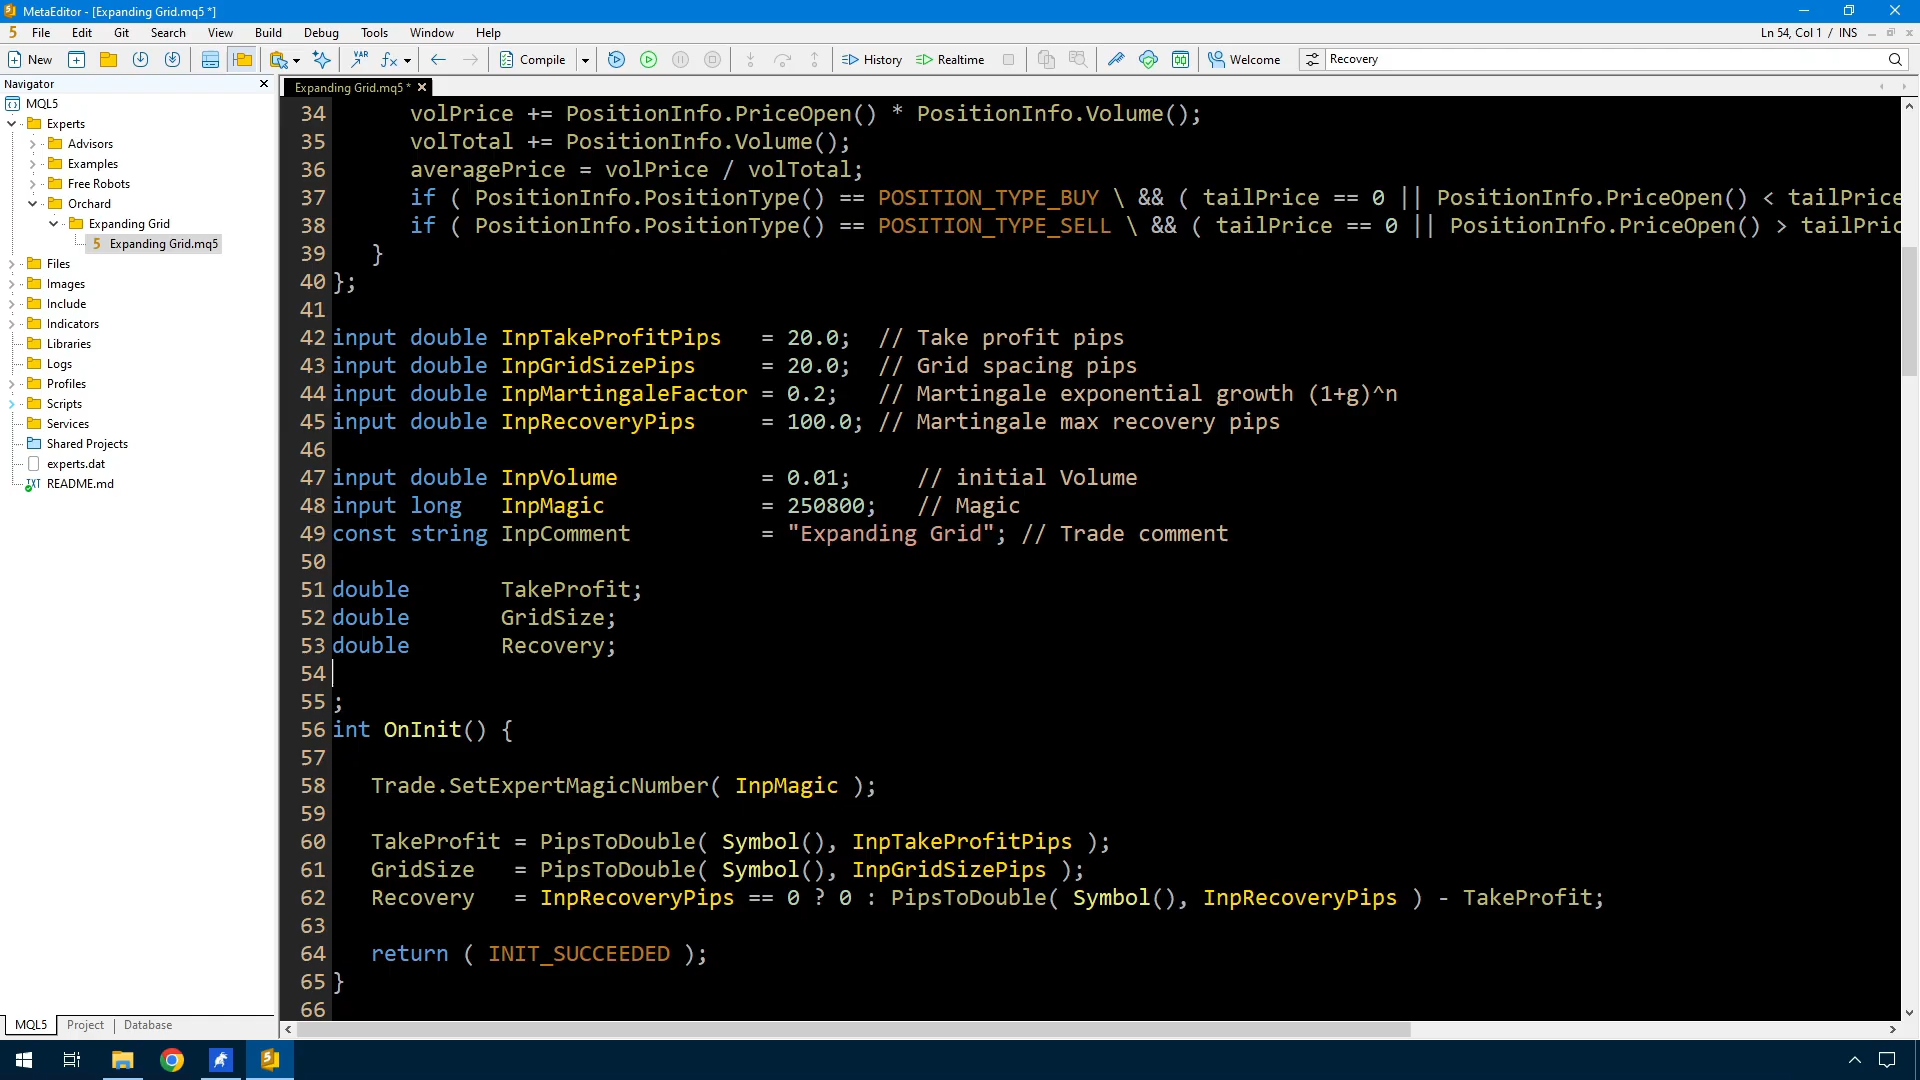 MetaEditor - [Expanding Grid.mq5 *]
File Edit Git Search View Build Debug Tools Window Help
Ln 54, Col 1 / INS
New
Compile
History
Realtime
Welcome
Recovery
Navigator
MQL5
Experts
Advisors
Examples
Free Robots
Orchard
Expanding Grid
Expanding Grid.mq5
Files
Images
Include
Indicators
Libraries
Logs
Profiles
Scripts
Services
Shared Projects
experts.dat
README.md
MQL5 Project Database
Expanding Grid.mq5 *
34 volPrice += PositionInfo.PriceOpen() * PositionInfo.Volume();
35 volTotal += PositionInfo.Volume();
36 averagePrice = volPrice / volTotal;
37 if ( PositionInfo.PositionType() == POSITION_TYPE_BUY \ && ( tailPrice == 0 || PositionInfo.PriceOpen() < tailPrice
38 if ( PositionInfo.PositionType() == POSITION_TYPE_SELL \ && ( tailPrice == 0 || PositionInfo.PriceOpen() > tailPric
39 }
40 };
41
42 input double InpTakeProfitPips = 20.0; // Take profit pips
43 input double InpGridSizePips = 20.0; // Grid spacing pips
44 input double InpMartingaleFactor = 0.2; // Martingale exponential growth (1+g)^n
45 input double InpRecoveryPips = 100.0; // Martingale max recovery pips
46
47 input double InpVolume = 0.01; // initial Volume
48 input long InpMagic = 250800; // Magic
49 const string InpComment = "Expanding Grid"; // Trade comment
50
51 double TakeProfit;
52 double GridSize;
53 double Recovery;
54
55 ;
56 int OnInit() {
57
58 Trade.SetExpertMagicNumber( InpMagic );
59
60 TakeProfit = PipsToDouble( Symbol(), InpTakeProfitPips );
61 GridSize = PipsToDouble( Symbol(), InpGridSizePips );
62 Recovery = InpRecoveryPips == 0 ? 0 : PipsToDouble( Symbol(), InpRecoveryPips ) - TakeProfit;
63
64 return ( INIT_SUCCEEDED );
65 }
66